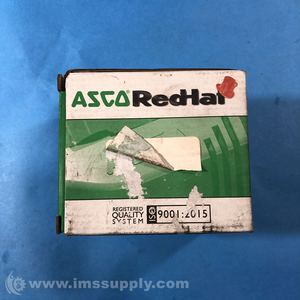 ASCO® RedHat
REGISTERED
QUALITY
SYSTEM
ISO 9001:2015
© www.imssupply.com